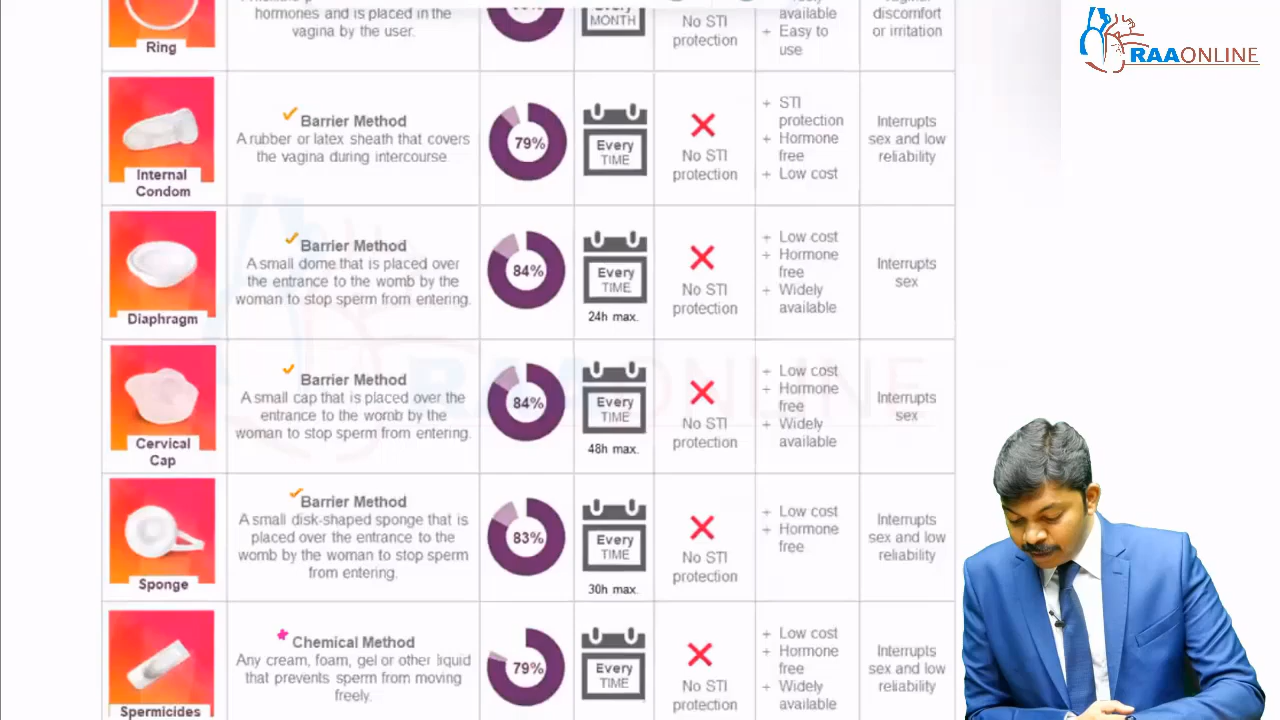 hormones and is placed in the
vagina by the user.
Ring
MONTH
No STI
protection
available
+ Easy to
use
discomfort
or irritation
RAAONLINE
Internal
Condom
Barrier Method
A rubber or latex sheath that covers
the vagina during intercourse.
79%
Every
TIME
No STI
protection
+ STI
protection
+ Hormone
free
+ Low cost
Interrupts
sex and low
reliability
Diaphragm
Barrier Method
A small dome that is placed over
the entrance to the womb by the
woman to stop sperm from entering.
84%
Every
TIME
24h max.
No STI
protection
+ Low cost
+ Hormone
free
+ Widely
available
Interrupts
sex
Cervical
Cap
Barrier Method
A small cap that is placed over the
entrance to the womb by the
woman to stop sperm from entering.
84%
Every
TIME
48h max.
No STI
protection
+ Low cost
+ Hormone
free
+ Widely
available
Interrupts
sex
Sponge
Barrier Method
A small disk-shaped sponge that is
placed over the entrance to the
womb by the woman to stop sperm
from entering.
83%
Every
TIME
30h max.
No STI
protection
+ Low cost
+ Hormone
free
Interrupts
sex and low
reliability
Spermicides
Chemical Method
Any cream, foam, gel or other liquid
that prevents sperm from moving
freely.
79%
Every
TIME
No STI
protection
+ Low cost
+ Hormone
free
+ Widely
available
Interrupts
sex and low
reliability